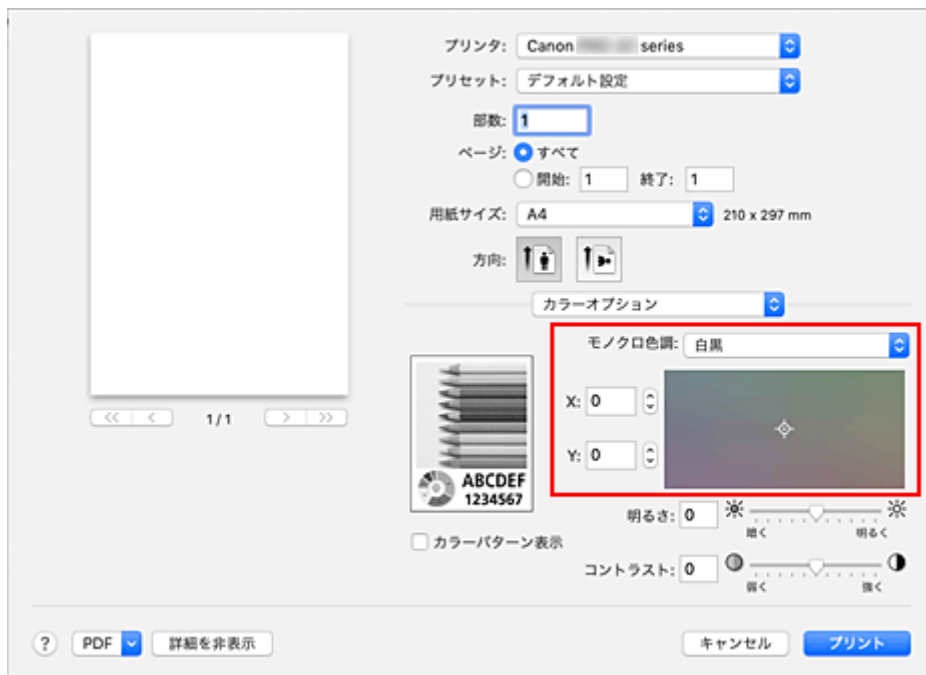 プリンタ: Canon series
プリセット: デフォルト設定
部数: 1
ページ: すべて
開始: 1 終了: 1
用紙サイズ: A4 210 x 297 mm
方向:
カラーオプション
モノクロ色調: 白黒
X: 0
Y: 0
<< < 1/1 > >>
ABCDEF
1234567
明るさ: 0
暗く 明るく
カラーパターン表示
コントラスト: 0
弱く 強く
? PDF 詳細を非表示 キャンセル プリント